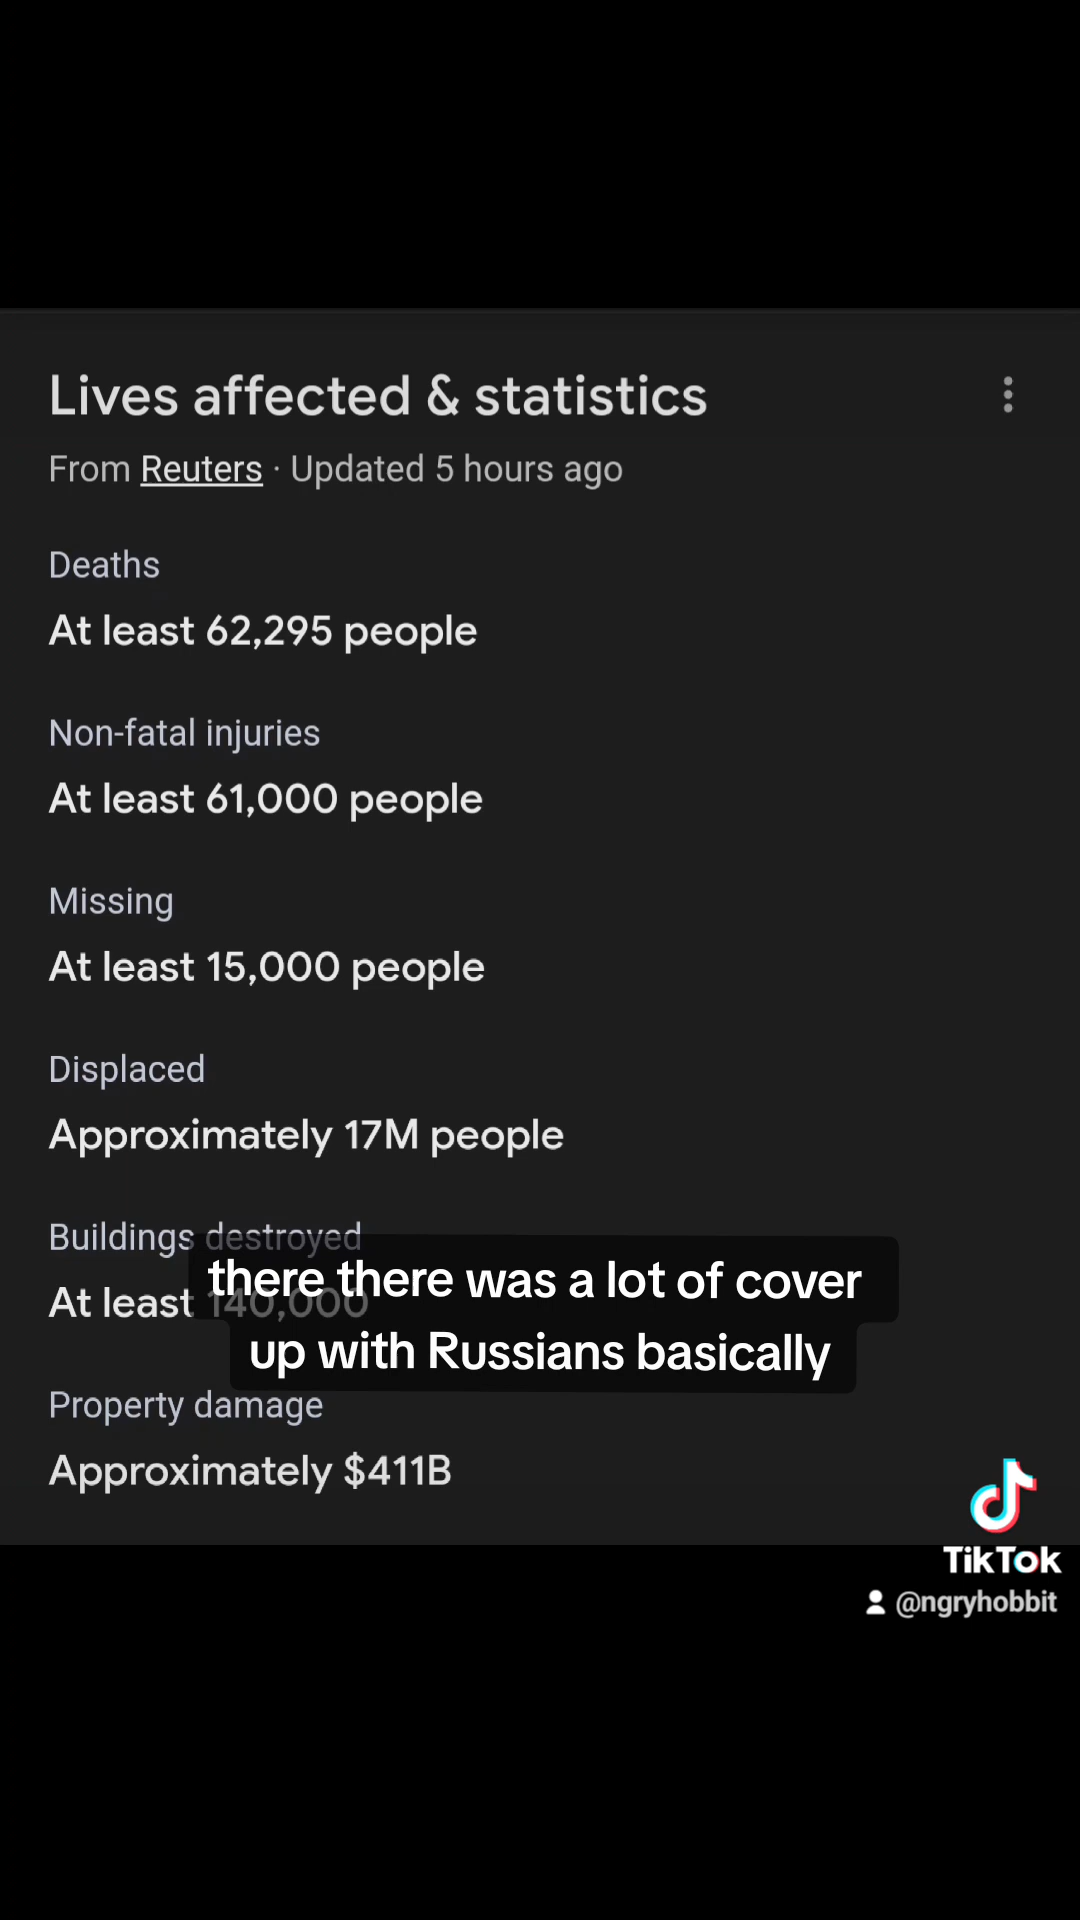 Lives affected & statistics
From Reuters · Updated 5 hours ago
Deaths
At least 62,295 people
Non-fatal injuries
At least 61,000 people
Missing
At least 15,000 people
Displaced
Approximately 17M people
Buildings destroyed
At least 140,000
there there was a lot of cover
up with Russians basically
Property damage
Approximately $411B
TikTok
@ngryhobbit